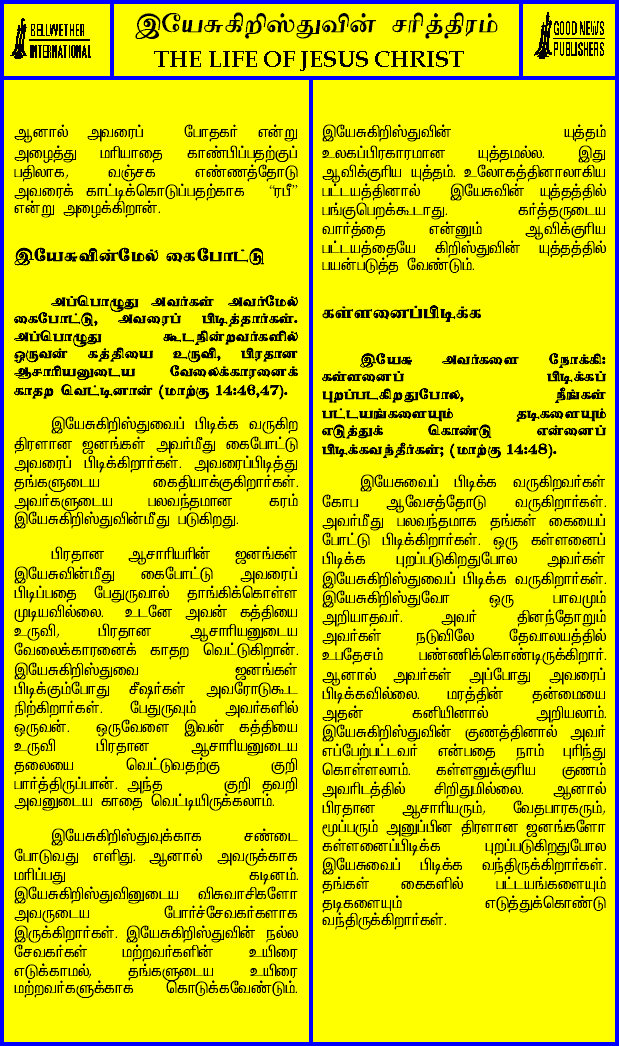 BELLWETHER
INTERNATIONAL
இயேசுகிறிஸ்துவின் சரித்திரம்
THE LIFE OF JESUS CHRIST
GOOD NEWS
PUBLISHERS
ஆனால் அவரைப் போதகர் என்று
அழைத்து மரியாதை காண்பிப்பதற்குப்
பதிலாக, வஞ்சக எண்ணத்தோடு
அவரைக் காட்டிக்கொடுப்பதற்காக “ரபீ”
என்று அழைக்கிறான்.
இயேசுவின்மேல் கைபோட்டு
அப்பொழுது அவர்கள் அவர்மேல்
கைபோட்டு, அவரைப் பிடித்தார்கள்.
அப்பொழுது கூடநின்றவர்களில்
ஒருவன் கத்தியை உருவி, பிரதான
ஆசாரியனுடைய வேலைக்காரனைக்
காதற வெட்டினான் (மாற்கு 14:46,47).
இயேசுகிறிஸ்துவைப் பிடிக்க வருகிற
திரளான ஜனங்கள் அவர்மீது கைபோட்டு
அவரைப் பிடிக்கிறார்கள். அவரைப்பிடித்து
தங்களுடைய கைதியாக்குகிறார்கள்.
அவர்களுடைய பலவந்தமான கரம்
இயேசுகிறிஸ்துவின்மீது படுகிறது.
பிரதான ஆசாரியரின் ஜனங்கள்
இயேசுவின்மீது கைபோட்டு அவரைப்
பிடிப்பதை பேதுருவால் தாங்கிக்கொள்ள
முடியவில்லை. உடனே அவன் கத்தியை
உருவி, பிரதான ஆசாரியனுடைய
வேலைக்காரனைக் காதற வெட்டுகிறான்.
இயேசுகிறிஸ்துவை ஜனங்கள்
பிடிக்கும்போது சீஷர்கள் அவரோடுகூட
நிற்கிறார்கள். பேதுருவும் அவர்களில்
ஒருவன். ஒருவேளை இவன் கத்தியை
உருவி பிரதான ஆசாரியனுடைய
தலையை வெட்டுவதற்கு குறி
பார்த்திருப்பான். அந்த குறி தவறி
அவனுடைய காதை வெட்டியிருக்கலாம்.
இயேசுகிறிஸ்துவுக்காக சண்டை
போடுவது எளிது. ஆனால் அவருக்காக
மரிப்பது கடினம்.
இயேசுகிறிஸ்துவினுடைய விசுவாசிகளோ
அவருடைய போர்ச்சேவகர்களாக
இருக்கிறார்கள். இயேசுகிறிஸ்துவின் நல்ல
சேவகர்கள் மற்றவர்களின் உயிரை
எடுக்காமல், தங்களுடைய உயிரை
மற்றவர்களுக்காக கொடுக்கவேண்டும்.
இயேசுகிறிஸ்துவின் யுத்தம்
உலகப்பிரகாரமான யுத்தமல்ல. இது
ஆவிக்குரிய யுத்தம். உலோகத்தினாலாகிய
பட்டயத்தினால் இயேசுவின் யுத்தத்தில்
பங்குபெறக்கூடாது. கர்த்தருடைய
வார்த்தை என்னும் ஆவிக்குரிய
பட்டயத்தையே கிறிஸ்துவின் யுத்தத்தில்
பயன்படுத்த வேண்டும்.
கள்ளனைப்பிடிக்க
இயேசு அவர்களை நோக்கி:
கள்ளனைப் பிடிக்கப்
புறப்படகிறதுபோல, நீங்கள்
பட்டயங்களையும் தடிகளையும்
எடுத்துக் கொண்டு என்னைப்
பிடிக்கவந்தீர்கள்; (மாற்கு 14:48).
இயேசுவைப் பிடிக்க வருகிறவர்கள்
கோப ஆவேசத்தோடு வருகிறார்கள்.
அவர்மீது பலவந்தமாக தங்கள் கையைப்
போட்டு பிடிக்கிறார்கள். ஒரு கள்ளனைப்
பிடிக்க புறப்படுகிறதுபோல அவர்கள்
இயேசுகிறிஸ்துவைப் பிடிக்க வருகிறார்கள்.
இயேசுகிறிஸ்துவோ ஒரு பாவமும்
அறியாதவர். அவர் தினந்தோறும்
அவர்கள் நடுவிலே தேவாலயத்தில்
உபதேசம் பண்ணிக்கொண்டிருக்கிறார்.
ஆனால் அவர்கள் அப்போது அவரைப்
பிடிக்கவில்லை. மரத்தின் தன்மையை
அதன் கனியினால் அறியலாம்.
இயேசுகிறிஸ்துவின் குணத்தினால் அவர்
எப்பேற்பட்டவர் என்பதை நாம் புரிந்து
கொள்ளலாம். கள்ளனுக்குரிய குணம்
அவரிடத்தில் சிறிதுமில்லை. ஆனால்
பிரதான ஆசாரியரும், வேதபாரகரும்,
மூப்பரும் அனுப்பின திரளான ஜனங்களோ
கள்ளனைப்பிடிக்க புறப்படுகிறதுபோல
இயேசுவைப் பிடிக்க வந்திருக்கிறார்கள்.
தங்கள் கைகளில் பட்டயங்களையும்
தடிகளையும் எடுத்துக்கொண்டு
வந்திருக்கிறார்கள்.